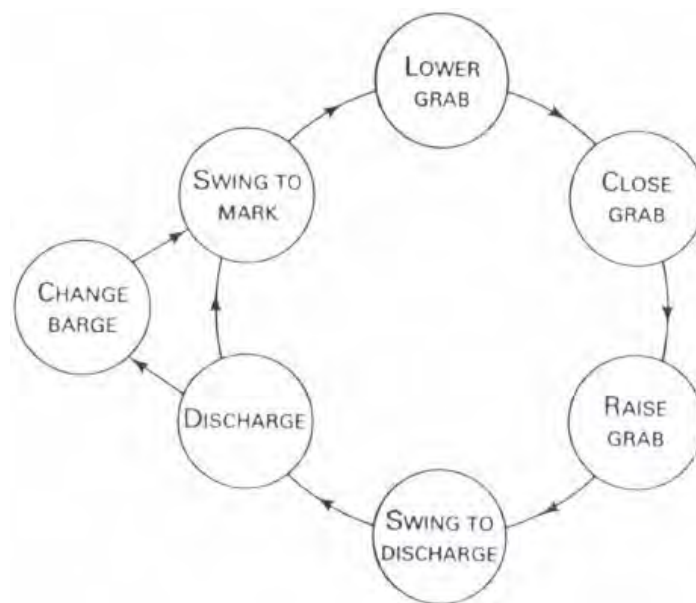 LOWER
GRAB
SWING TO
MARK
CLOSE
GRAB
CHANGE
BARGE
DISCHARGE
RAISE
GRAB
SWING TO
DISCHARGE